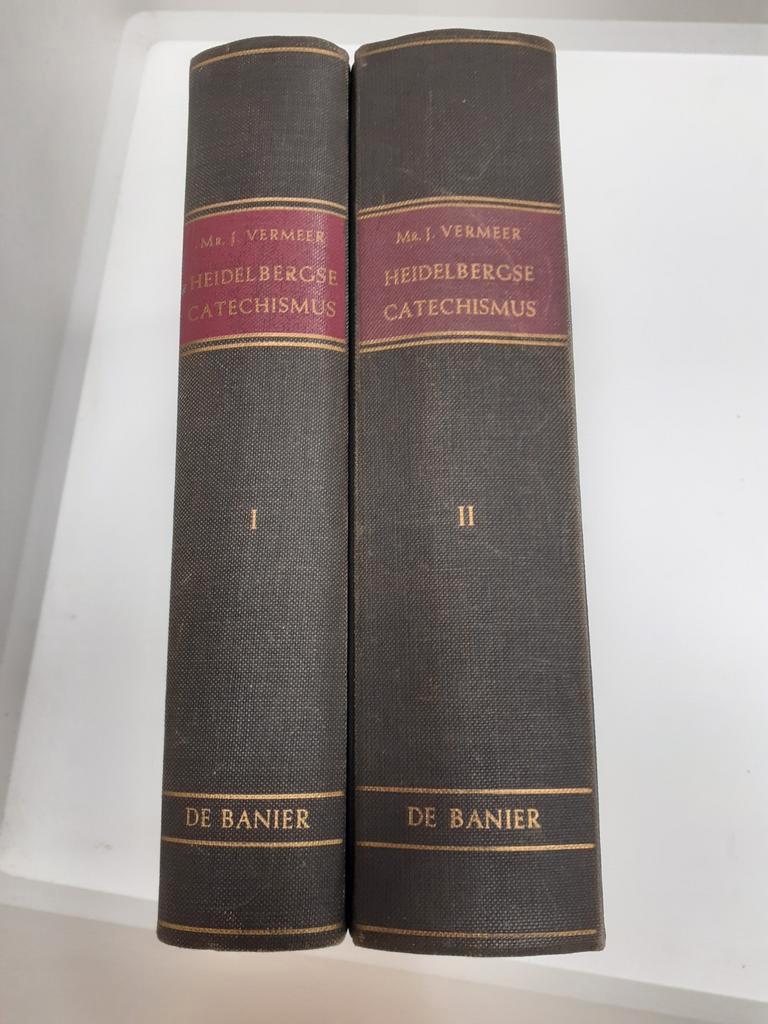 Mr. J. VERMEER
HEIDELBERGSE
CATECHISMUS
I
DE BANIER
Mr. J. VERMEER
HEIDELBERGSE
CATECHISMUS
II
DE BANIER